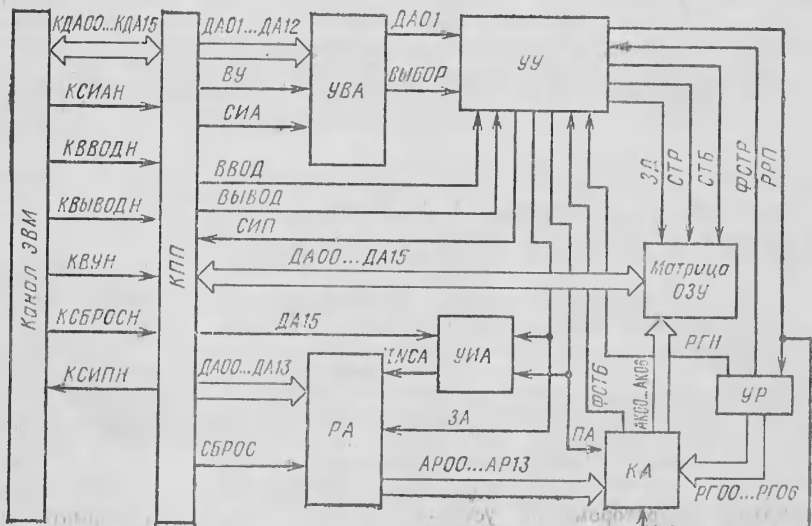 Канал ЭВМ
КДА00...КДА15
КСИАН
КВВОДН
КВЫВОДН
КВУН
КСБРОСН
КСИПН
КПП
ДА01...ДА12
ВУ
СИА
УВА
ДА01
ВЫБОР
УУ
ВВОД
ВЫВОД
СИП
ДА00...ДА15
ЗД
СТР
СТБ
ФСТР
РРП
Матрица
ОЗУ
ДА15
INCA
УИА
ДА00...ДА13
РА
ЗА
СБРОС
АР00...АР13
ФСТБ
АК00...АК06
ПА
КА
РГН
УР
РГ00...РГ06